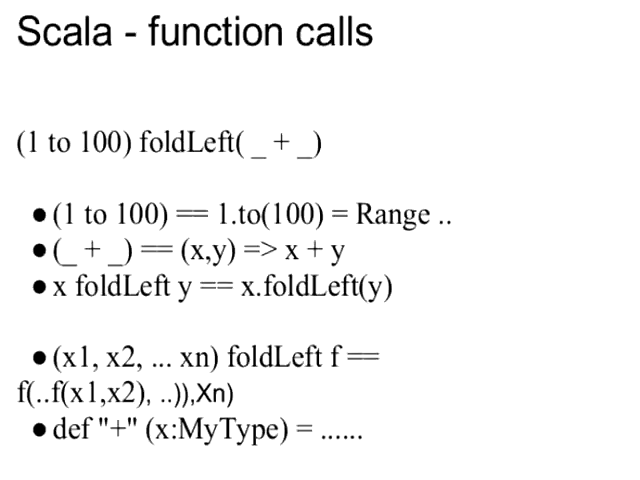 Scala - function calls
(1 to 100) foldLeft( _ + _)
●(1 to 100) == 1.to(100) = Range ..
●(_ + _) == (x,y) => x + y
●x foldLeft y == x.foldLeft(y)
●(x1, x2, ... xn) foldLeft f ==
f(..f(x1,x2), ..)),Xn)
●def "+" (x:MyType) = ......